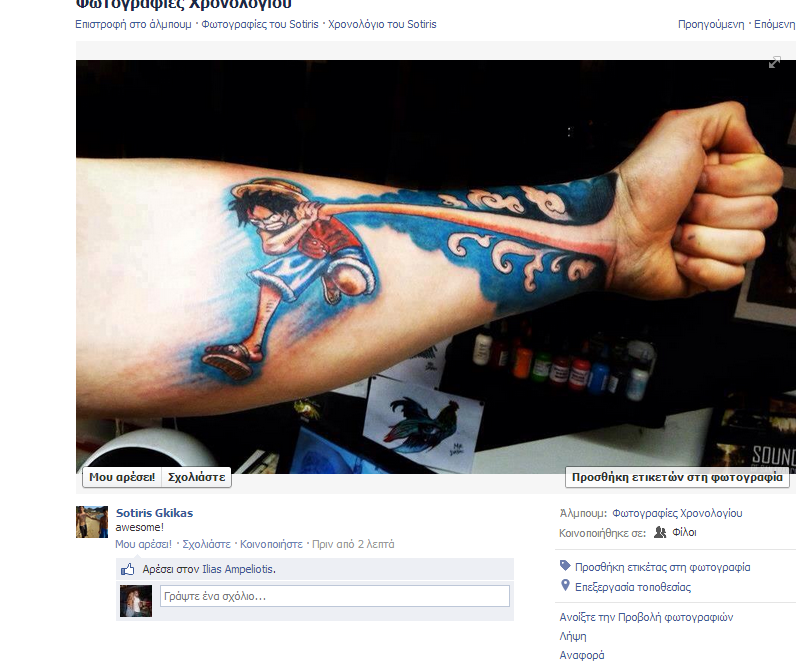 Φωτογραφίες Χρονολογίου
Επιστροφή στο άλμπουμ · Φωτογραφίες του Sotiris · Χρονολόγιο του Sotiris
Προηγούμενη · Επόμενη
SOUND
Μου αρέσει! Σχολιάστε
Προσθήκη ετικετών στη φωτογραφία
Sotiris Gkikas
awesome!
Μου αρέσει! · Σχολιάστε · Κοινοποιήστε · Πριν από 2 λεπτά
Αρέσει στον Ilias Ampeliotis.
Γράψτε ένα σχόλιο...
Άλμπουμ: Φωτογραφίες Χρονολογίου
Κοινοποιήθηκε σε: Φίλοι
Προσθήκη ετικέτας στη φωτογραφία
Επεξεργασία τοποθεσίας
Ανοίξτε την Προβολή φωτογραφιών
Λήψη
Αναφορά